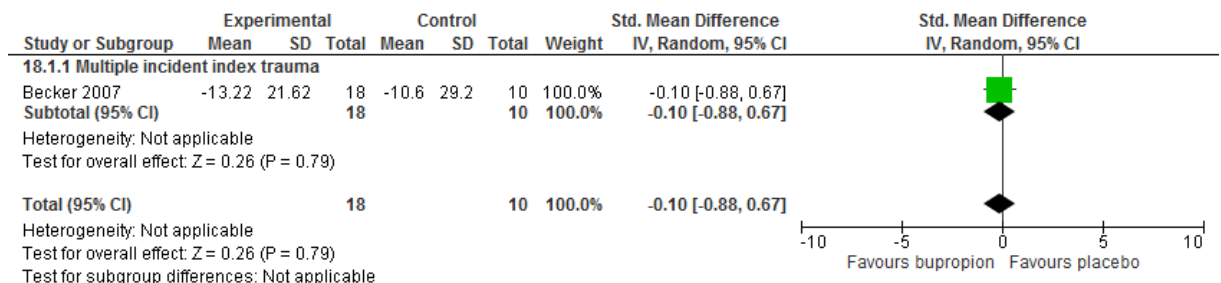 Experimental Control Std. Mean Difference Std. Mean Difference
Study or Subgroup Mean SD Total Mean SD Total Weight IV, Random, 95% CI IV, Random, 95% CI
18.1.1 Multiple incident index trauma
Becker 2007 -13.22 21.62 18 -10.6 29.2 10 100.0% -0.10 [-0.88, 0.67]
Subtotal (95% CI) 18 10 100.0% -0.10 [-0.88, 0.67]
Heterogeneity: Not applicable
Test for overall effect: Z = 0.26 (P = 0.79)
Total (95% CI) 18 10 100.0% -0.10 [-0.88, 0.67]
Heterogeneity: Not applicable
Test for overall effect: Z = 0.26 (P = 0.79)
Test for subgroup differences: Not applicable
-10 -5 0 5 10
Favours bupropion Favours placebo